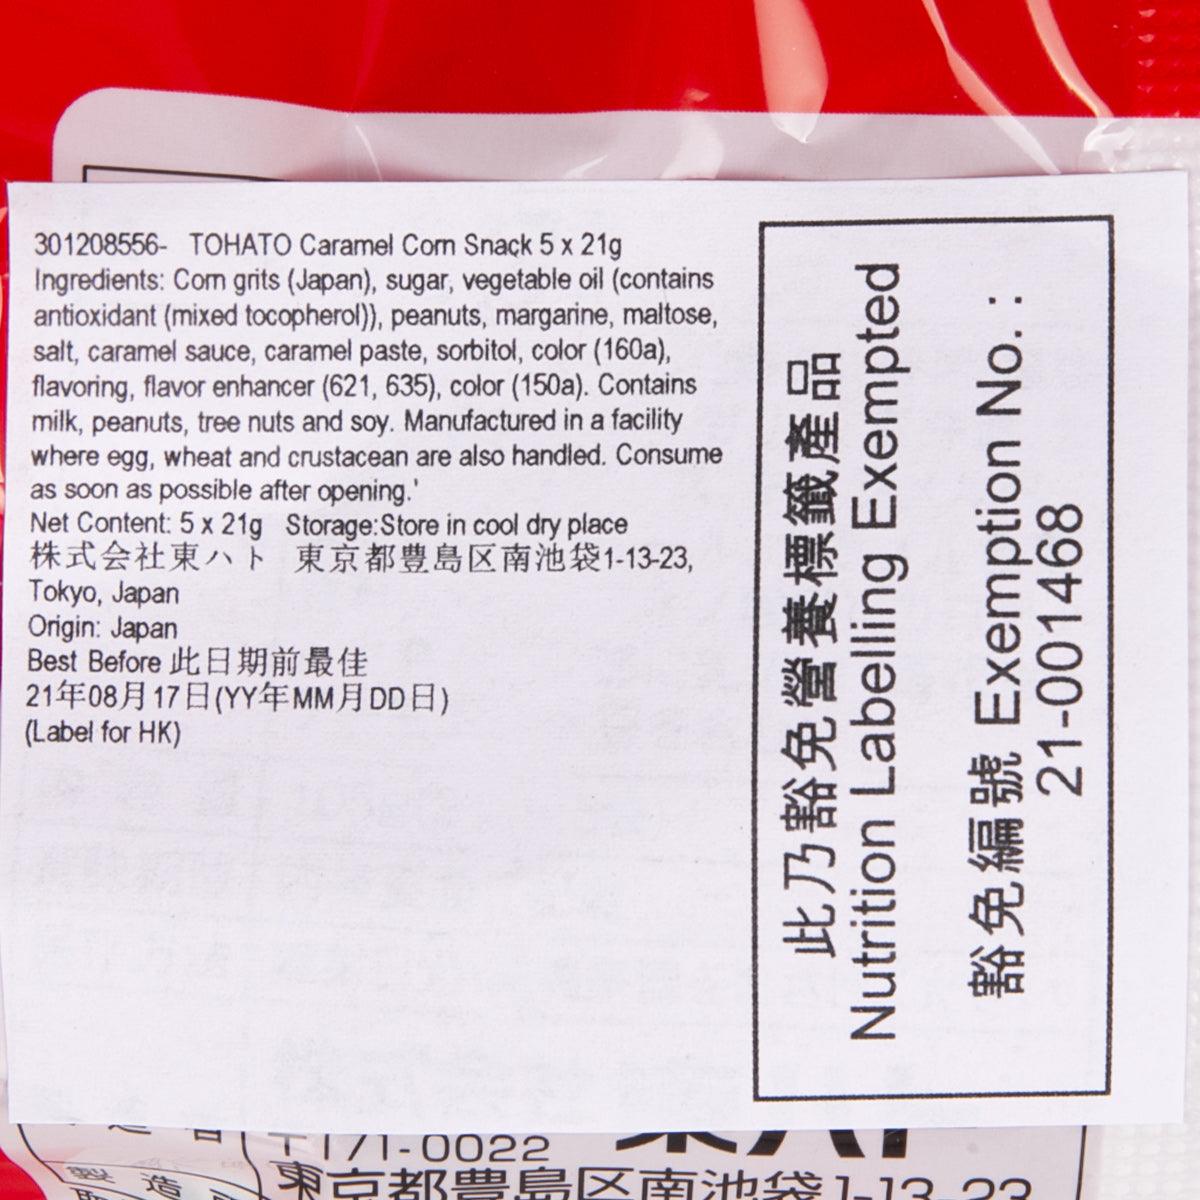 301208556-   TOHATO Caramel Corn Snack 5 x 21g
Ingredients: Corn grits (Japan), sugar, vegetable oil (contains
antioxidant (mixed tocopherol)), peanuts, margarine, maltose,
salt, caramel sauce, caramel paste, sorbitol, color (160a),
flavoring, flavor enhancer (621, 635), color (150a). Contains
milk, peanuts, tree nuts and soy. Manufactured in a facility
where egg, wheat and crustacean are also handled. Consume
as soon as possible after opening.'
Net Content: 5 x 21g   Storage:Store in cool dry place
株式会社東ハト   東京都豊島区南池袋1-13-23,
Tokyo, Japan
Origin: Japan
Best Before 此日期前最佳
21年08月17日(YY年MM月DD日)
(Label for HK)
此乃豁免營養標籤產品
Nutrition Labelling Exempted
豁免編號 Exemption No. :
21-001468
〒171-0022
東京都豊島区南池袋1-13-23
製造